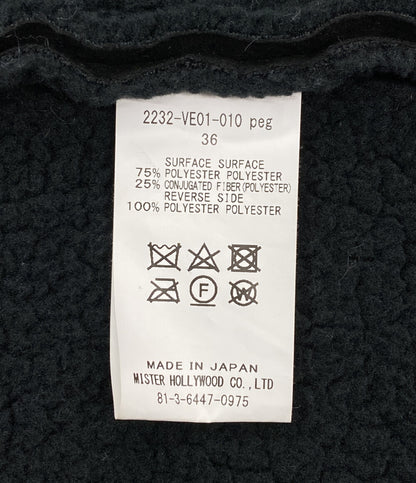 2232-VE01-010 peg
36
SURFACE SURFACE
75% POLYESTER POLYESTER
25% CONJUGATED FIBER(POLYESTER)
REVERSE SIDE
100% POLYESTER POLYESTER
F W
MADE IN JAPAN
MISTER HOLLYWOOD CO., LTD
81-3-6447-0975